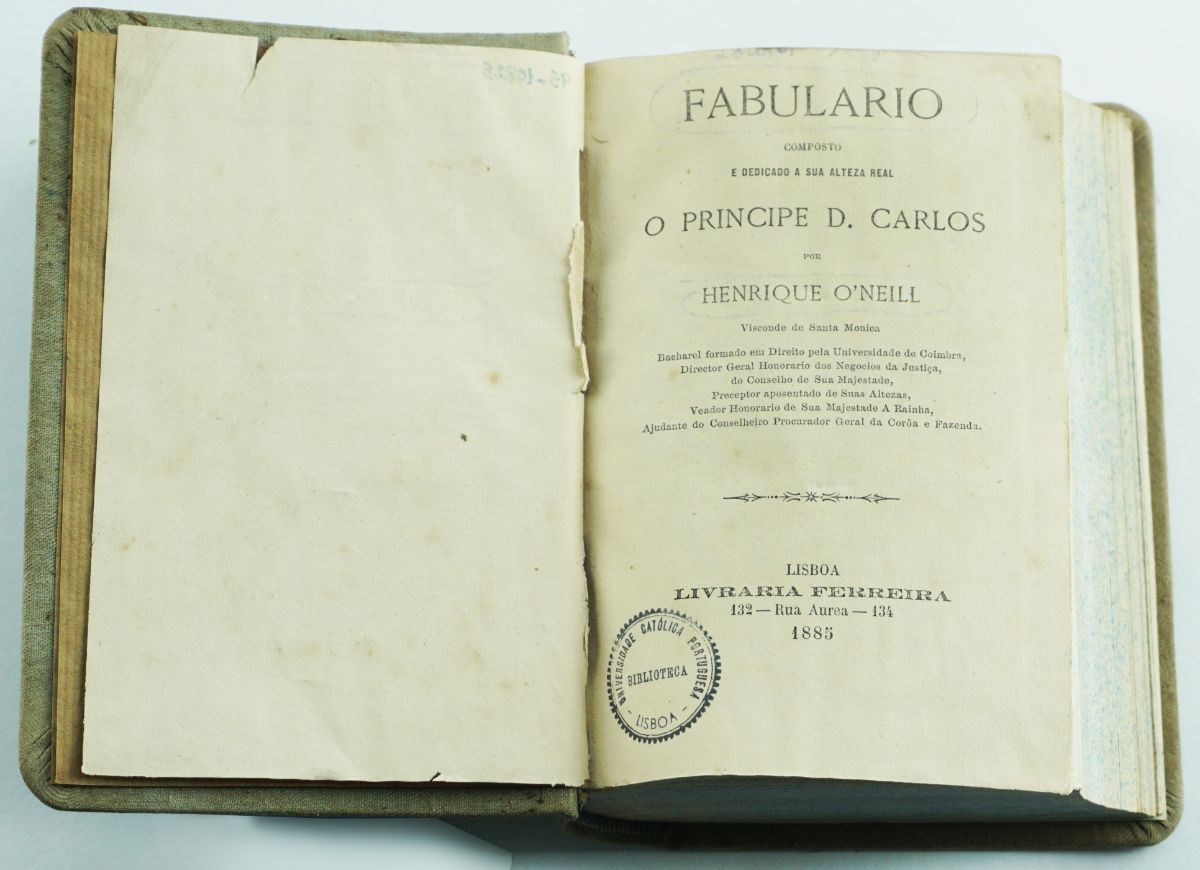 FABULARIO
COMPOSTO
E DEDICADO A SUA ALTEZA REAL
O PRINCIPE D. CARLOS
POR
HENRIQUE O'NEILL
Visconde de Santa Monica
Bacharel formado em Direito pela Universidade de Coimbra,
Director Geral Honorario dos Negocios da Justiça,
do Conselho de Sua Majestade,
Preceptor aposentado de Suas Altezas,
Veador Honorario de Sua Majestade A Rainha,
Ajudante do Conselheiro Procurador Geral da Corôa e Fazenda.
LISBOA
LIVRARIA FERREIRA
132 — Rua Aurea — 134
1885
UNIVERSIDADE CATÓLICA PORTUGUESA
BIBLIOTECA
- LISBOA -